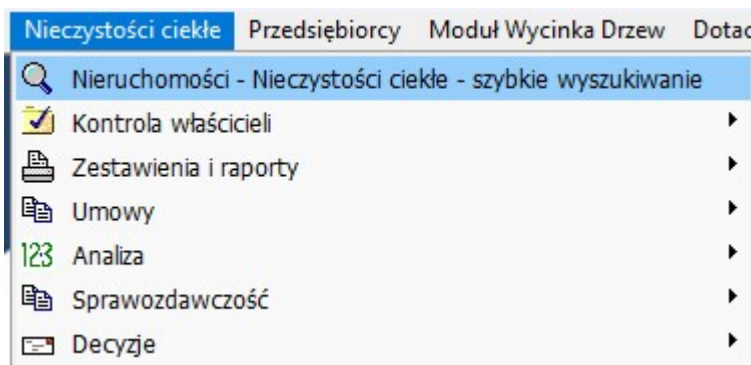 Nieczystości ciekłe Przedsiębiorcy Moduł Wycinka Drzew
Nieruchomości - Nieczystości ciekłe - szybkie wyszukiwanie
Kontrola właścicieli
Zestawienia i raporty
Umowy
123 Analiza
Sprawozdawczość
Decyzje